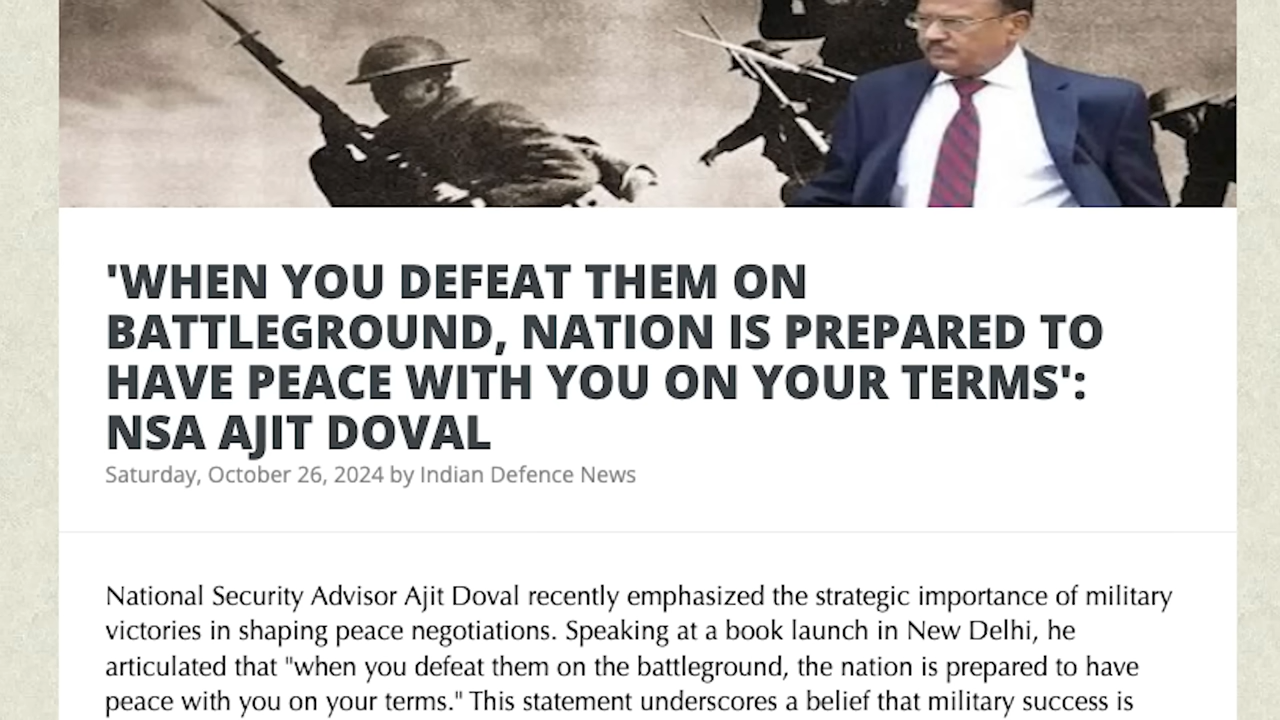 'WHEN YOU DEFEAT THEM ON
BATTLEGROUND, NATION IS PREPARED TO
HAVE PEACE WITH YOU ON YOUR TERMS':
NSA AJIT DOVAL
Saturday, October 26, 2024 by Indian Defence News
National Security Advisor Ajit Doval recently emphasized the strategic importance of military
victories in shaping peace negotiations. Speaking at a book launch in New Delhi, he
articulated that "when you defeat them on the battleground, the nation is prepared to have
peace with you on your terms." This statement underscores a belief that military success is